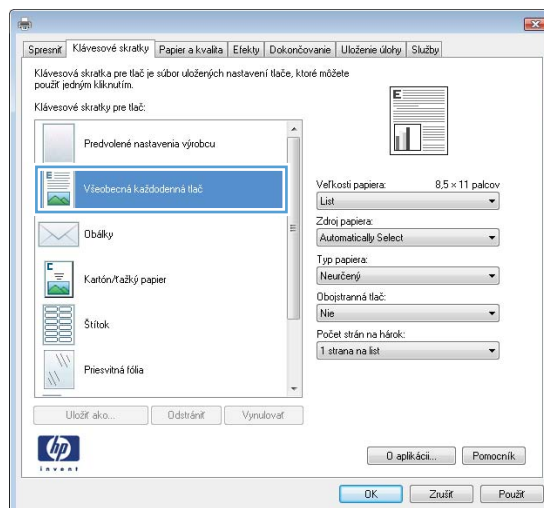 Spresniť Klávesové skratky Papier a kvalita Efekty Dokončovanie Uloženie úlohy Služby
Klávesová skratka pre tlač je súbor uložených nastavení tlače, ktoré môžete
použiť jedným kliknutím.
Klávesové skratky pre tlač:
Predvolené nastavenia výrobcu
Všeobecná každodenná tlač
Obálky
Kartón/ťažký papier
Štítok
Priesvitná fólia
Uložiť ako... Odstrániť Vynulovať
E
Veľkosti papiera: 8,5 × 11 palcov
List
Zdroj papiera:
Automatically Select
Typ papiera:
Neurčený
Obojstranná tlač:
Nie
Počet strán na hárok:
1 strana na list
hp
invent
O aplikácii... Pomocník
OK Zrušiť Použiť